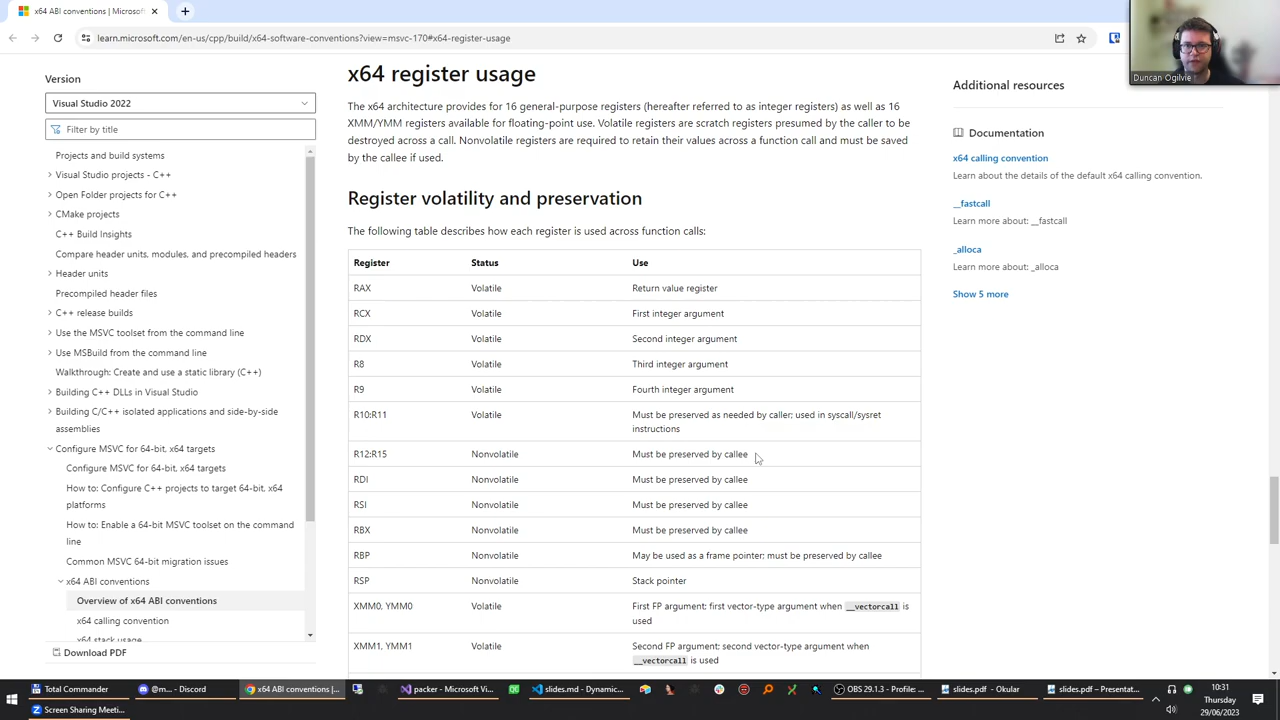 x64 ABI conventions | Microsof
learn.microsoft.com/en-us/cpp/build/x64-software-conventions?view=msvc-170#x64-register-usage
Duncan Ogilvie
Version
Visual Studio 2022
Filter by title
Projects and build systems
Visual Studio projects - C++
Open Folder projects for C++
CMake projects
C++ Build Insights
Compare header units, modules, and precompiled headers
Header units
Precompiled header files
C++ release builds
Use the MSVC toolset from the command line
Use MSBuild from the command line
Walkthrough: Create and use a static library (C++)
Building C++ DLLs in Visual Studio
Building C/C++ isolated applications and side-by-side
assemblies
Configure MSVC for 64-bit, x64 targets
Configure MSVC for 64-bit, x64 targets
How to: Configure C++ projects to target 64-bit, x64
platforms
How to: Enable a 64-bit MSVC toolset on the command
line
Common MSVC 64-bit migration issues
x64 ABI conventions
Overview of x64 ABI conventions
x64 calling convention
x64 stack usage
Download PDF
x64 register usage
The x64 architecture provides for 16 general-purpose registers (hereafter referred to as integer registers) as well as 16
XMM/YMM registers available for floating-point use. Volatile registers are scratch registers presumed by the caller to be
destroyed across a call. Nonvolatile registers are required to retain their values across a function call and must be saved
by the callee if used.
Register volatility and preservation
The following table describes how each register is used across function calls:
Register Status Use
RAX Volatile Return value register
RCX Volatile First integer argument
RDX Volatile Second integer argument
R8 Volatile Third integer argument
R9 Volatile Fourth integer argument
R10:R11 Volatile Must be preserved as needed by caller; used in syscall/sysret
instructions
R12:R15 Nonvolatile Must be preserved by callee
RDI Nonvolatile Must be preserved by callee
RSI Nonvolatile Must be preserved by callee
RBX Nonvolatile Must be preserved by callee
RBP Nonvolatile May be used as a frame pointer; must be preserved by callee
RSP Nonvolatile Stack pointer
XMM0, YMM0 Volatile First FP argument; first vector-type argument when __vectorcall is
used
XMM1, YMM1 Volatile Second FP argument; second vector-type argument when
__vectorcall is used
Additional resources
Documentation
x64 calling convention
Learn about the details of the default x64 calling convention.
__fastcall
Learn more about: __fastcall
_alloca
Learn more about: _alloca
Show 5 more
Total Commander
@m... - Discord
x64 ABI conventions |...
packer - Microsoft Vi...
slides.md - Dynamic...
OBS 29.1.3 - Profile: ...
slides.pdf - Okular
slides.pdf – Presentat...
10:31
Thursday
29/06/2023
Screen Sharing Meeti...